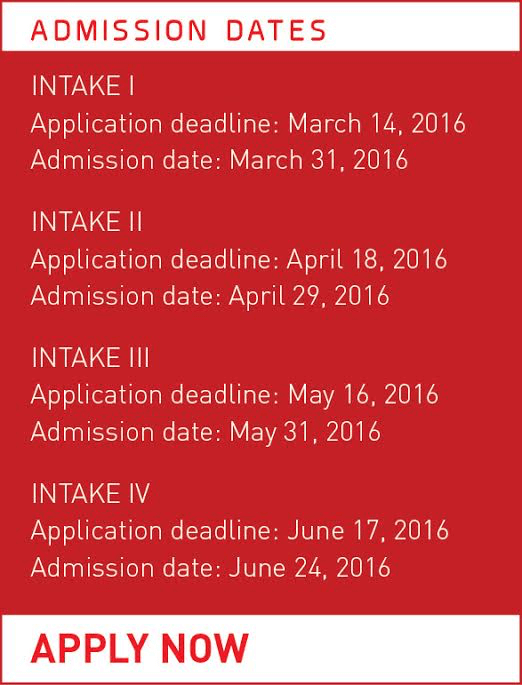 ADMISSION DATES
INTAKE I
Application deadline: March 14, 2016
Admission date: March 31, 2016
INTAKE II
Application deadline: April 18, 2016
Admission date: April 29, 2016
INTAKE III
Application deadline: May 16, 2016
Admission date: May 31, 2016
INTAKE IV
Application deadline: June 17, 2016
Admission date: June 24, 2016
APPLY NOW